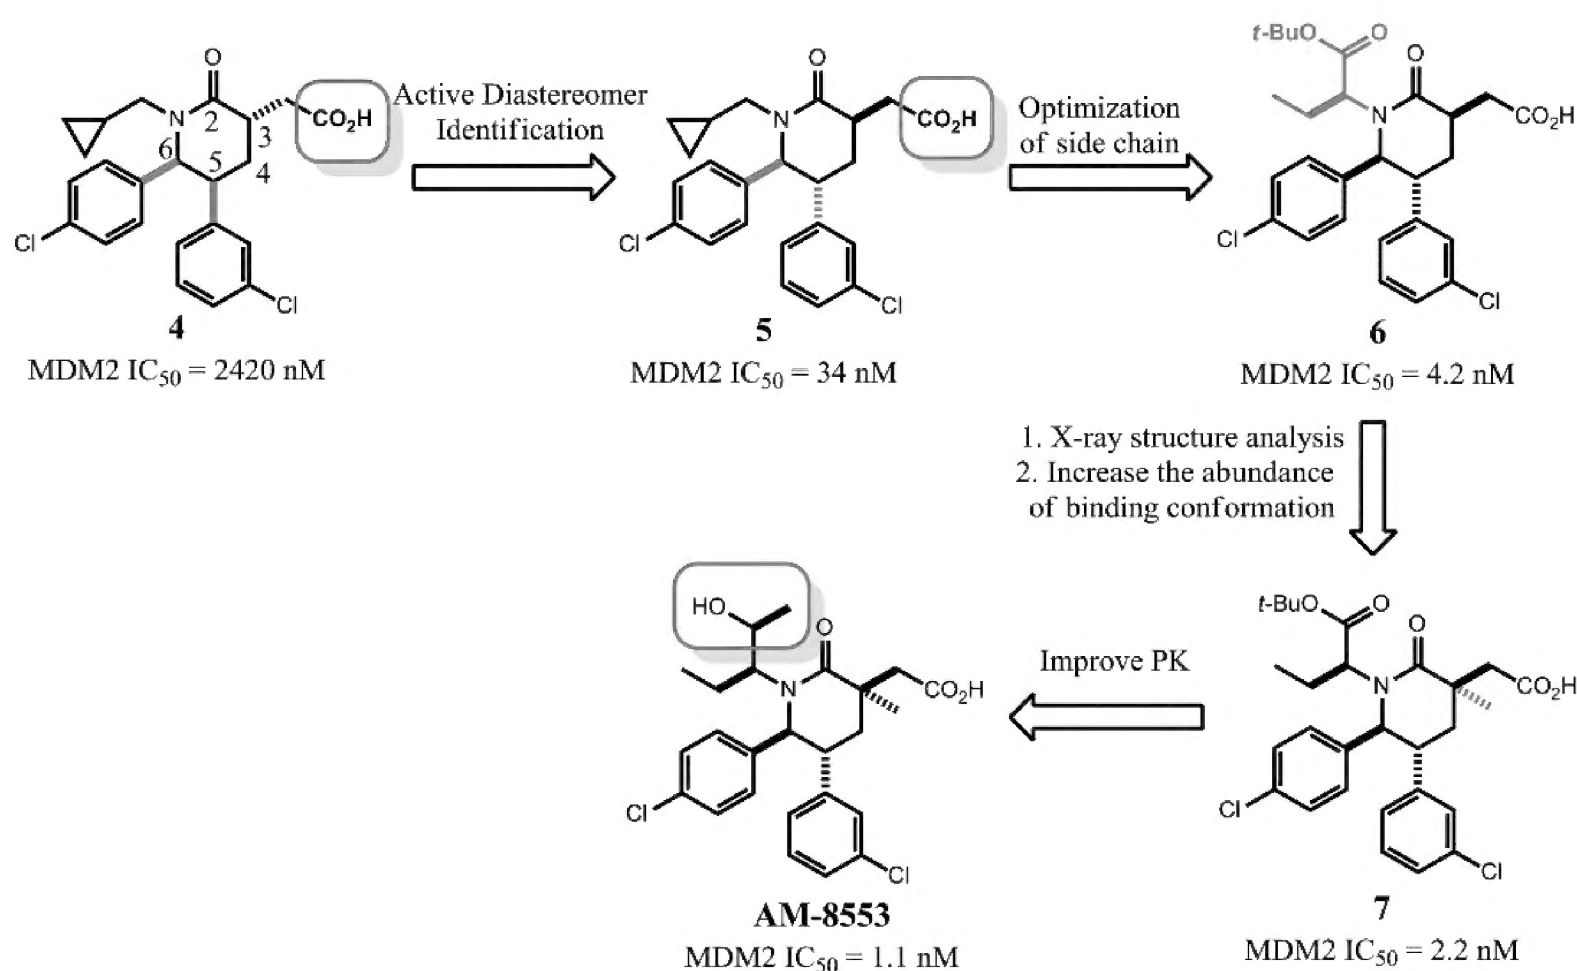 O
N
2
3
4
5
6
CO₂H
Cl
Cl
4
MDM2 IC₅₀ = 2420 nM
Active Diastereomer
Identification
O
N
CO₂H
Cl
Cl
5
MDM2 IC₅₀ = 34 nM
Optimization
of side chain
t-BuO
O
O
N
CO₂H
Cl
Cl
6
MDM2 IC₅₀ = 4.2 nM
1. X-ray structure analysis
2. Increase the abundance
of binding conformation
t-BuO
O
O
N
CO₂H
Cl
Cl
7
MDM2 IC₅₀ = 2.2 nM
Improve PK
HO
O
N
CO₂H
Cl
Cl
AM-8553
MDM2 IC₅₀ = 1.1 nM